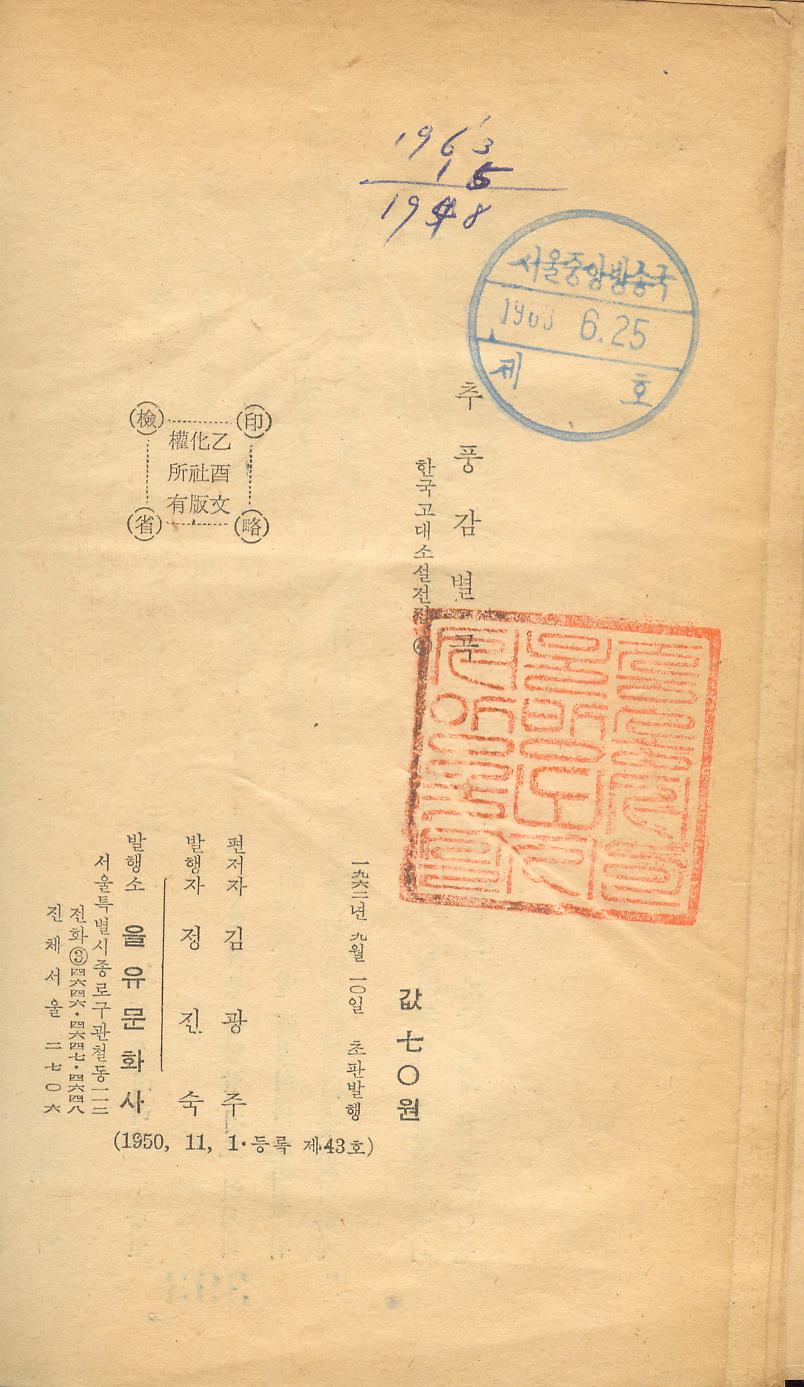 1963
15
1948
서울중앙방송국
1963 6.25
제 호
추풍감별곡
한국고대소설전집
印檢
乙酉文
化社版
權所有
略省
값 七〇원
一九六二년 九월 一〇일 초판발행
편저자 김광주
발행자 정진숙
발행소 을유문화사
서울특별시종로구관철동一一二
전화③四六四六·四六四七·四六四八
진체서울 二七〇六
(1950, 11, 1·등록 제43호)